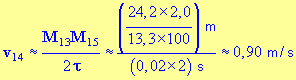 v₁₄ ≈ M₁₃M₁₅ / 2τ ≈ ((24,2×2,0) / (13,3×100)) m / (0,02×2) s ≈ 0,90 m/s